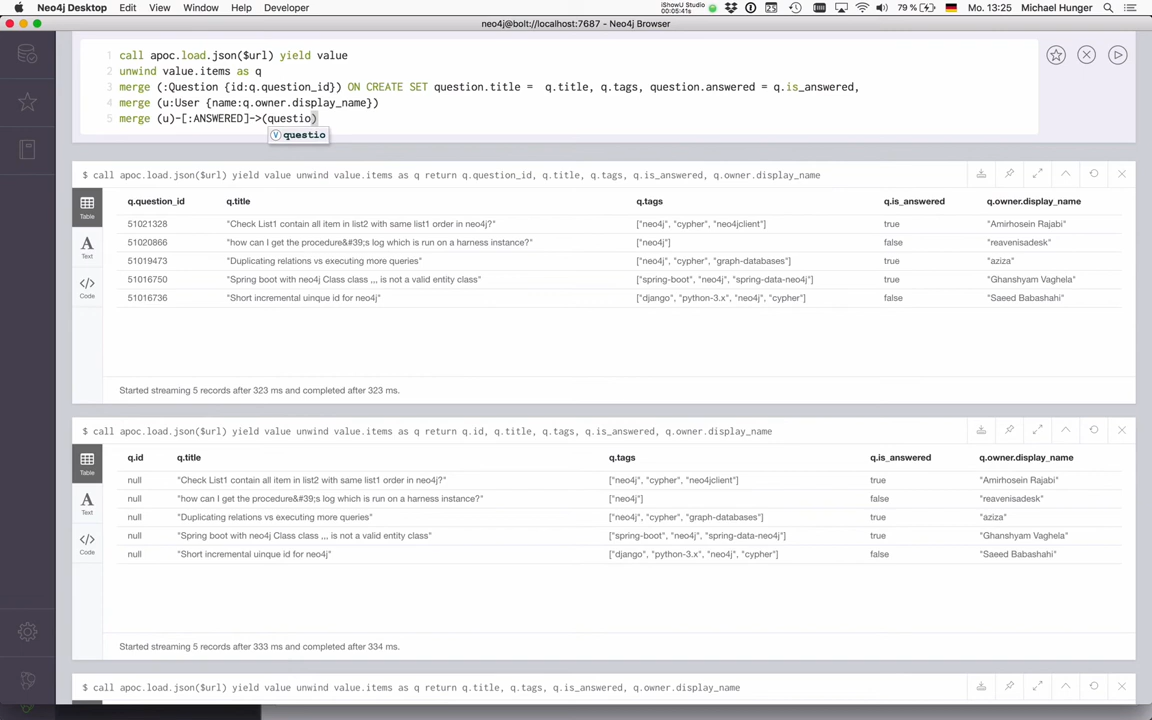 Neo4j Desktop Edit View Window Help Developer
iShowU Studio
00:05:41s
79 % Mo. 13:25 Michael Hunger
neo4j@bolt://localhost:7687 - Neo4j Browser
1 call apoc.load.json($url) yield value
2 unwind value.items as q
3 merge (:Question {id:q.question_id}) ON CREATE SET question.title =  q.title, q.tags, question.answered = q.is_answered,
4 merge (u:User {name:q.owner.display_name})
5 merge (u)-[:ANSWERED]->(questio)
V questio
$ call apoc.load.json($url) yield value unwind value.items as q return q.question_id, q.title, q.tags, q.is_answered, q.owner.display_name
Table
Text
Code
q.question_id q.title q.tags q.is_answered q.owner.display_name
51021328 "Check List1 contain all item in list2 with same list1 order in neo4j?" ["neo4j", "cypher", "neo4jclient"] true "Amirhosein Rajabi"
51020866 "how can I get the procedure&#39;s log which is run on a harness instance?" ["neo4j"] false "reavenisadesk"
51019473 "Duplicating relations vs executing more queries" ["neo4j", "cypher", "graph-databases"] true "aziza"
51016750 "Spring boot with neo4j Class class ,,, is not a valid entity class" ["spring-boot", "neo4j", "spring-data-neo4j"] true "Ghanshyam Vaghela"
51016736 "Short incremental uinque id for neo4j" ["django", "python-3.x", "neo4j", "cypher"] false "Saeed Babashahi"
Started streaming 5 records after 323 ms and completed after 323 ms.
$ call apoc.load.json($url) yield value unwind value.items as q return q.id, q.title, q.tags, q.is_answered, q.owner.display_name
Table
Text
Code
q.id q.title q.tags q.is_answered q.owner.display_name
null "Check List1 contain all item in list2 with same list1 order in neo4j?" ["neo4j", "cypher", "neo4jclient"] true "Amirhosein Rajabi"
null "how can I get the procedure&#39;s log which is run on a harness instance?" ["neo4j"] false "reavenisadesk"
null "Duplicating relations vs executing more queries" ["neo4j", "cypher", "graph-databases"] true "aziza"
null "Spring boot with neo4j Class class ,,, is not a valid entity class" ["spring-boot", "neo4j", "spring-data-neo4j"] true "Ghanshyam Vaghela"
null "Short incremental uinque id for neo4j" ["django", "python-3.x", "neo4j", "cypher"] false "Saeed Babashahi"
Started streaming 5 records after 333 ms and completed after 334 ms.
$ call apoc.load.json($url) yield value unwind value.items as q return q.title, q.tags, q.is_answered, q.owner.display_name